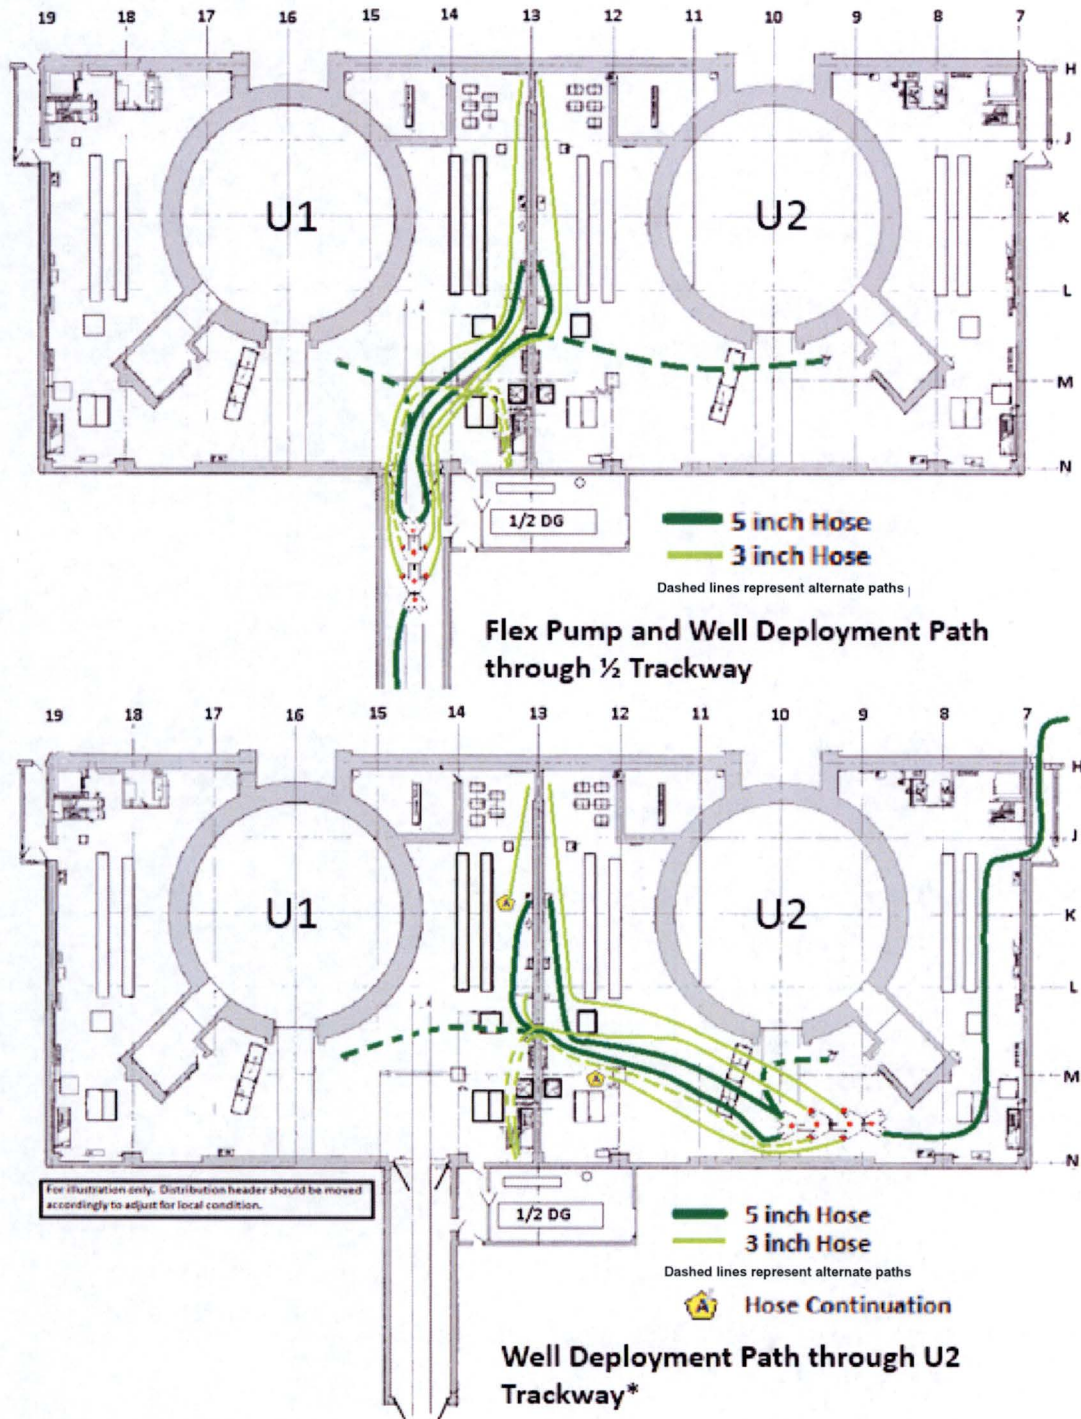 19 18 17 16 15 14 13 12 11 10 9 8 7
H
J
K
U1 U2
L
M
N
1/2 DG
5 inch Hose
3 inch Hose
Dashed lines represent alternate paths
Flex Pump and Well Deployment Path
through ½ Trackway
19 18 17 16 15 14 13 12 11 10 9 8 7
H
J
A
U1 U2
K
L
M
A
N
For illustration only. Distribution header should be moved
accordingly to adjust for local condition.
1/2 DG
5 inch Hose
3 inch Hose
Dashed lines represent alternate paths
A Hose Continuation
Well Deployment Path through U2
Trackway*